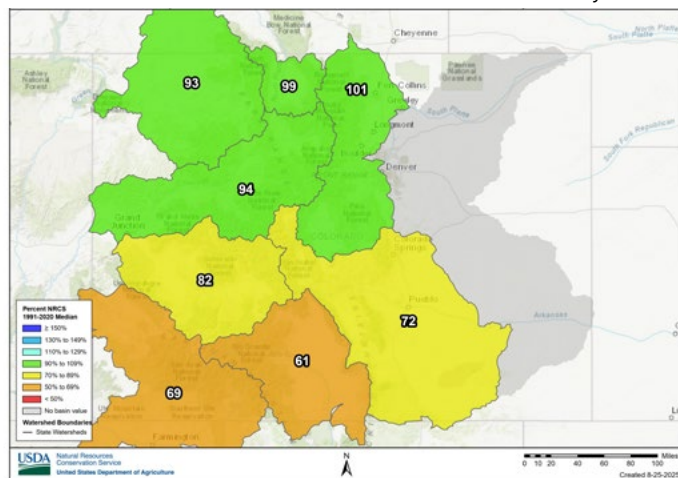 Medicine Bow National Forest
Cheyenne
North Platte
South Platte
Ashley National Forest
Pawnee National Grasslands
93
99
101
Fort Collins
Greeley
South Platte
Longmont
South Fork Republican
Boulder
Denver
94
Grand Junction
COLORADO
Colorado Springs
82
Pueblo
72
Arkansas
Percent NRCS
1991-2020 Median
≥ 150%
130% to 149%
110% to 129%
90% to 109%
70% to 89%
50% to 69%
< 50%
No basin value
Watershed Boundaries
State Watersheds
61
69
Farmington
USDA
Natural Resources
Conservation Service
United States Department of Agriculture
N
0 10 20 40 60 80 100
Miles
Created 8-25-2025